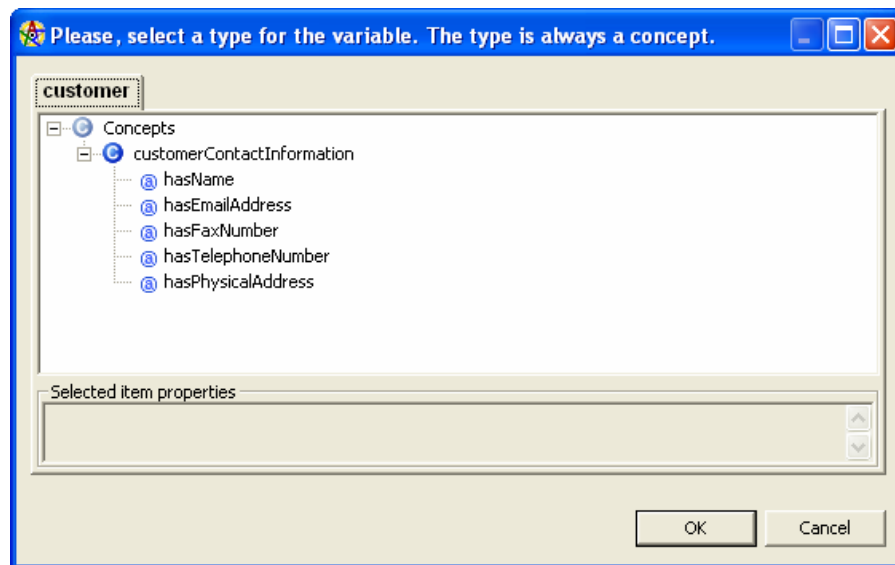 Please, select a type for the variable. The type is always a concept.
customer
Concepts
customerContactInformation
hasName
hasEmailAddress
hasFaxNumber
hasTelephoneNumber
hasPhysicalAddress
Selected item properties
OK Cancel